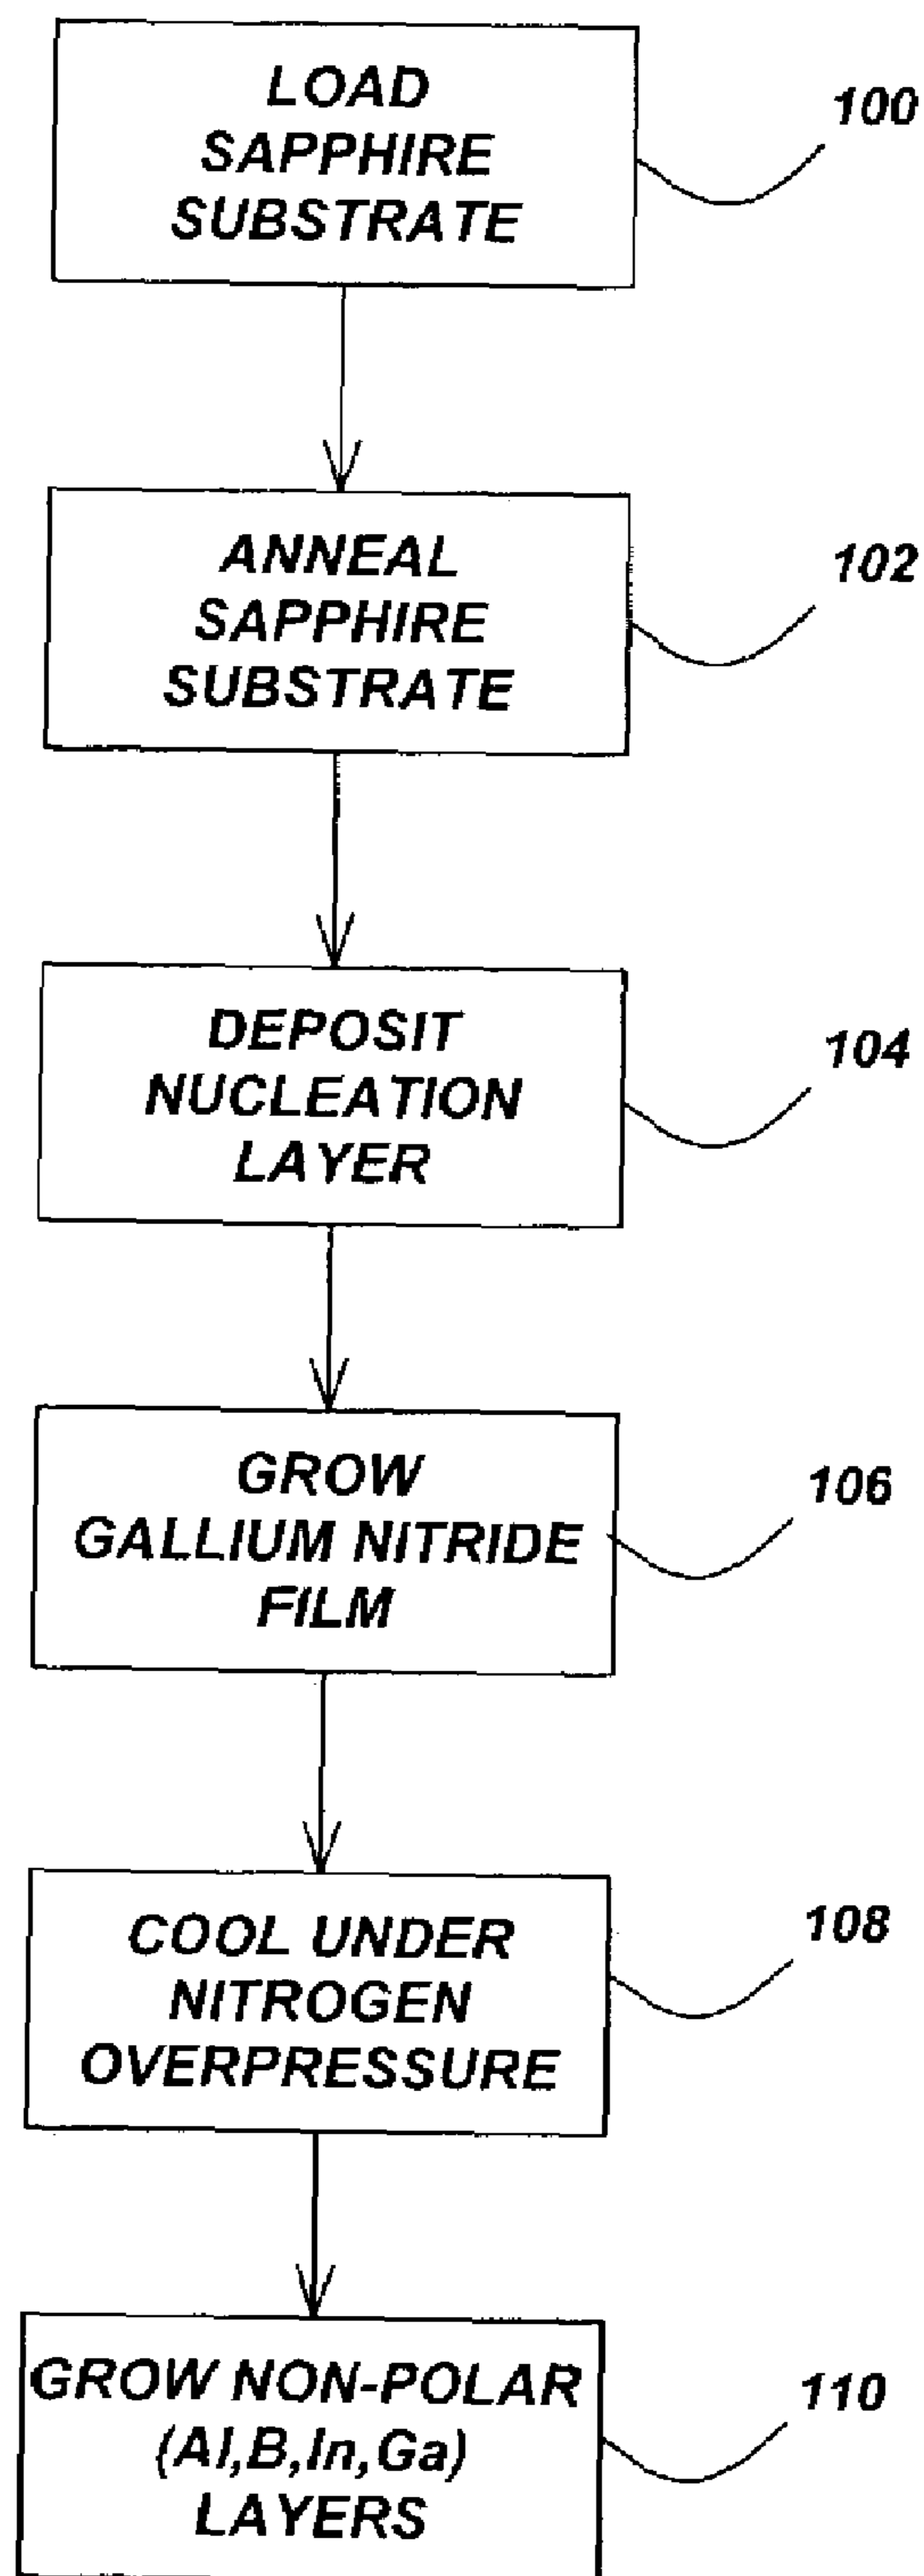 LOAD
SAPPHIRE
SUBSTRATE
100
ANNEAL
SAPPHIRE
SUBSTRATE
102
DEPOSIT
NUCLEATION
LAYER
104
GROW
GALLIUM NITRIDE
FILM
106
COOL UNDER
NITROGEN
OVERPRESSURE
108
GROW NON-POLAR
(Al,B,In,Ga)
LAYERS
110